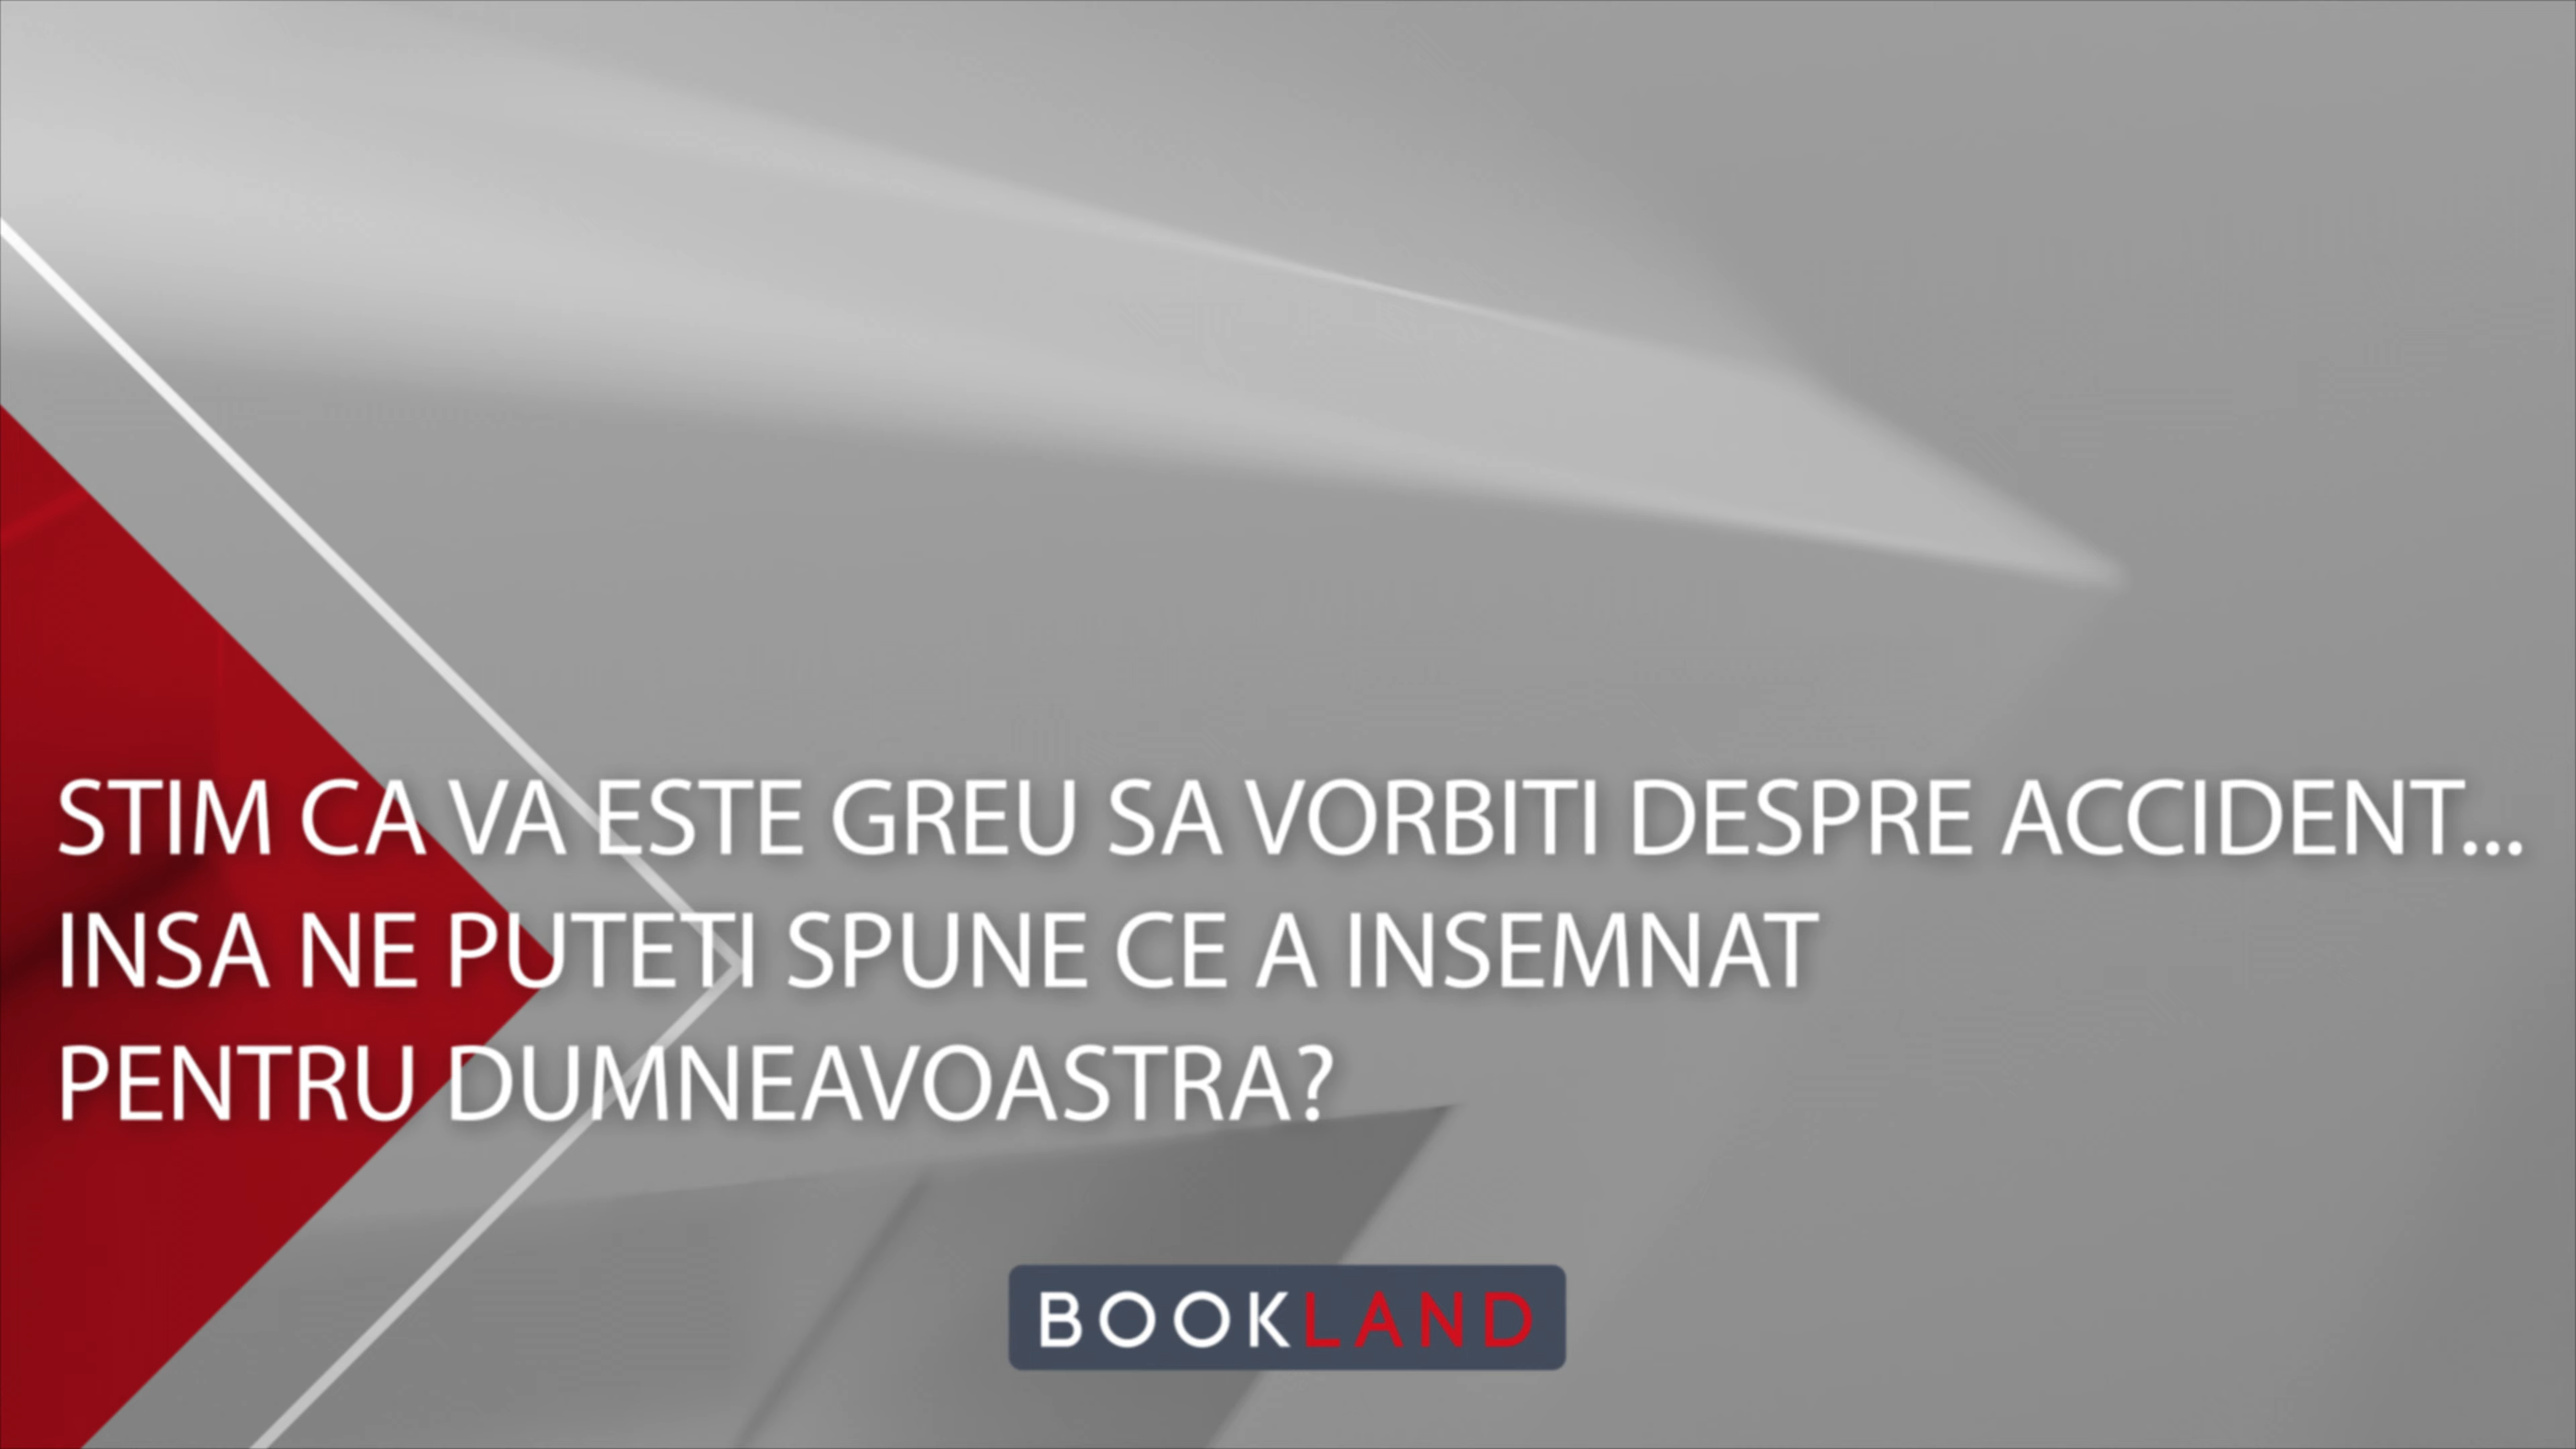 STIM CA VA ESTE GREU SA VORBITI DESPRE ACCIDENT...
INSA NE PUTETI SPUNE CE A INSEMNAT
PENTRU DUMNEAVOASTRA?
BOOKLAND